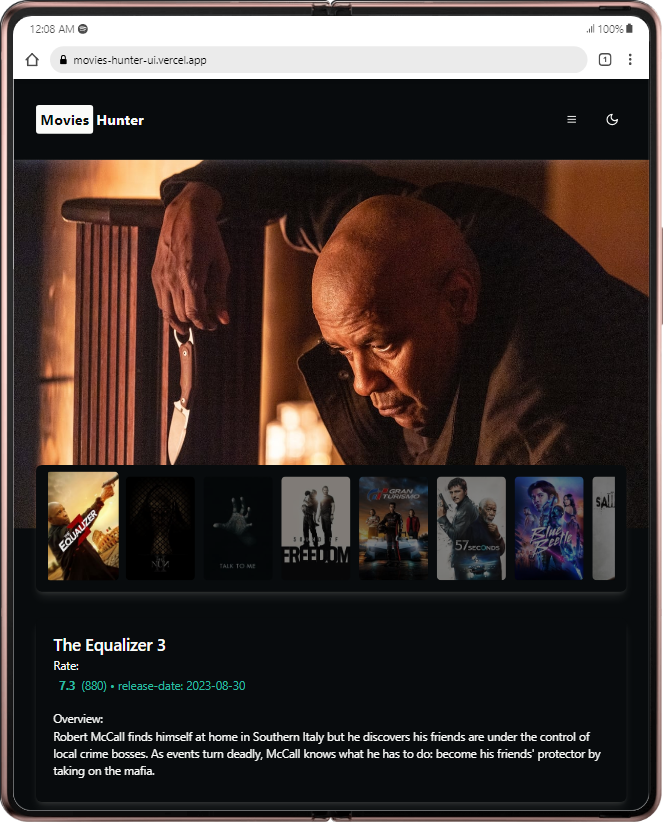 12:08 AM 100%
movies-hunter-ui.vercel.app 1
Movies Hunter
THE EQUALIZER
TALK TO ME
SOUND OF FREEDOM
GRAN TURISMO
57 SECONDS
Blue Beetle
The Equalizer 3
Rate:
7.3 (880) • release-date: 2023-08-30
Overview:
Robert McCall finds himself at home in Southern Italy but he discovers his friends are under the control of
local crime bosses. As events turn deadly, McCall knows what he has to do: become his friends' protector by
taking on the mafia.